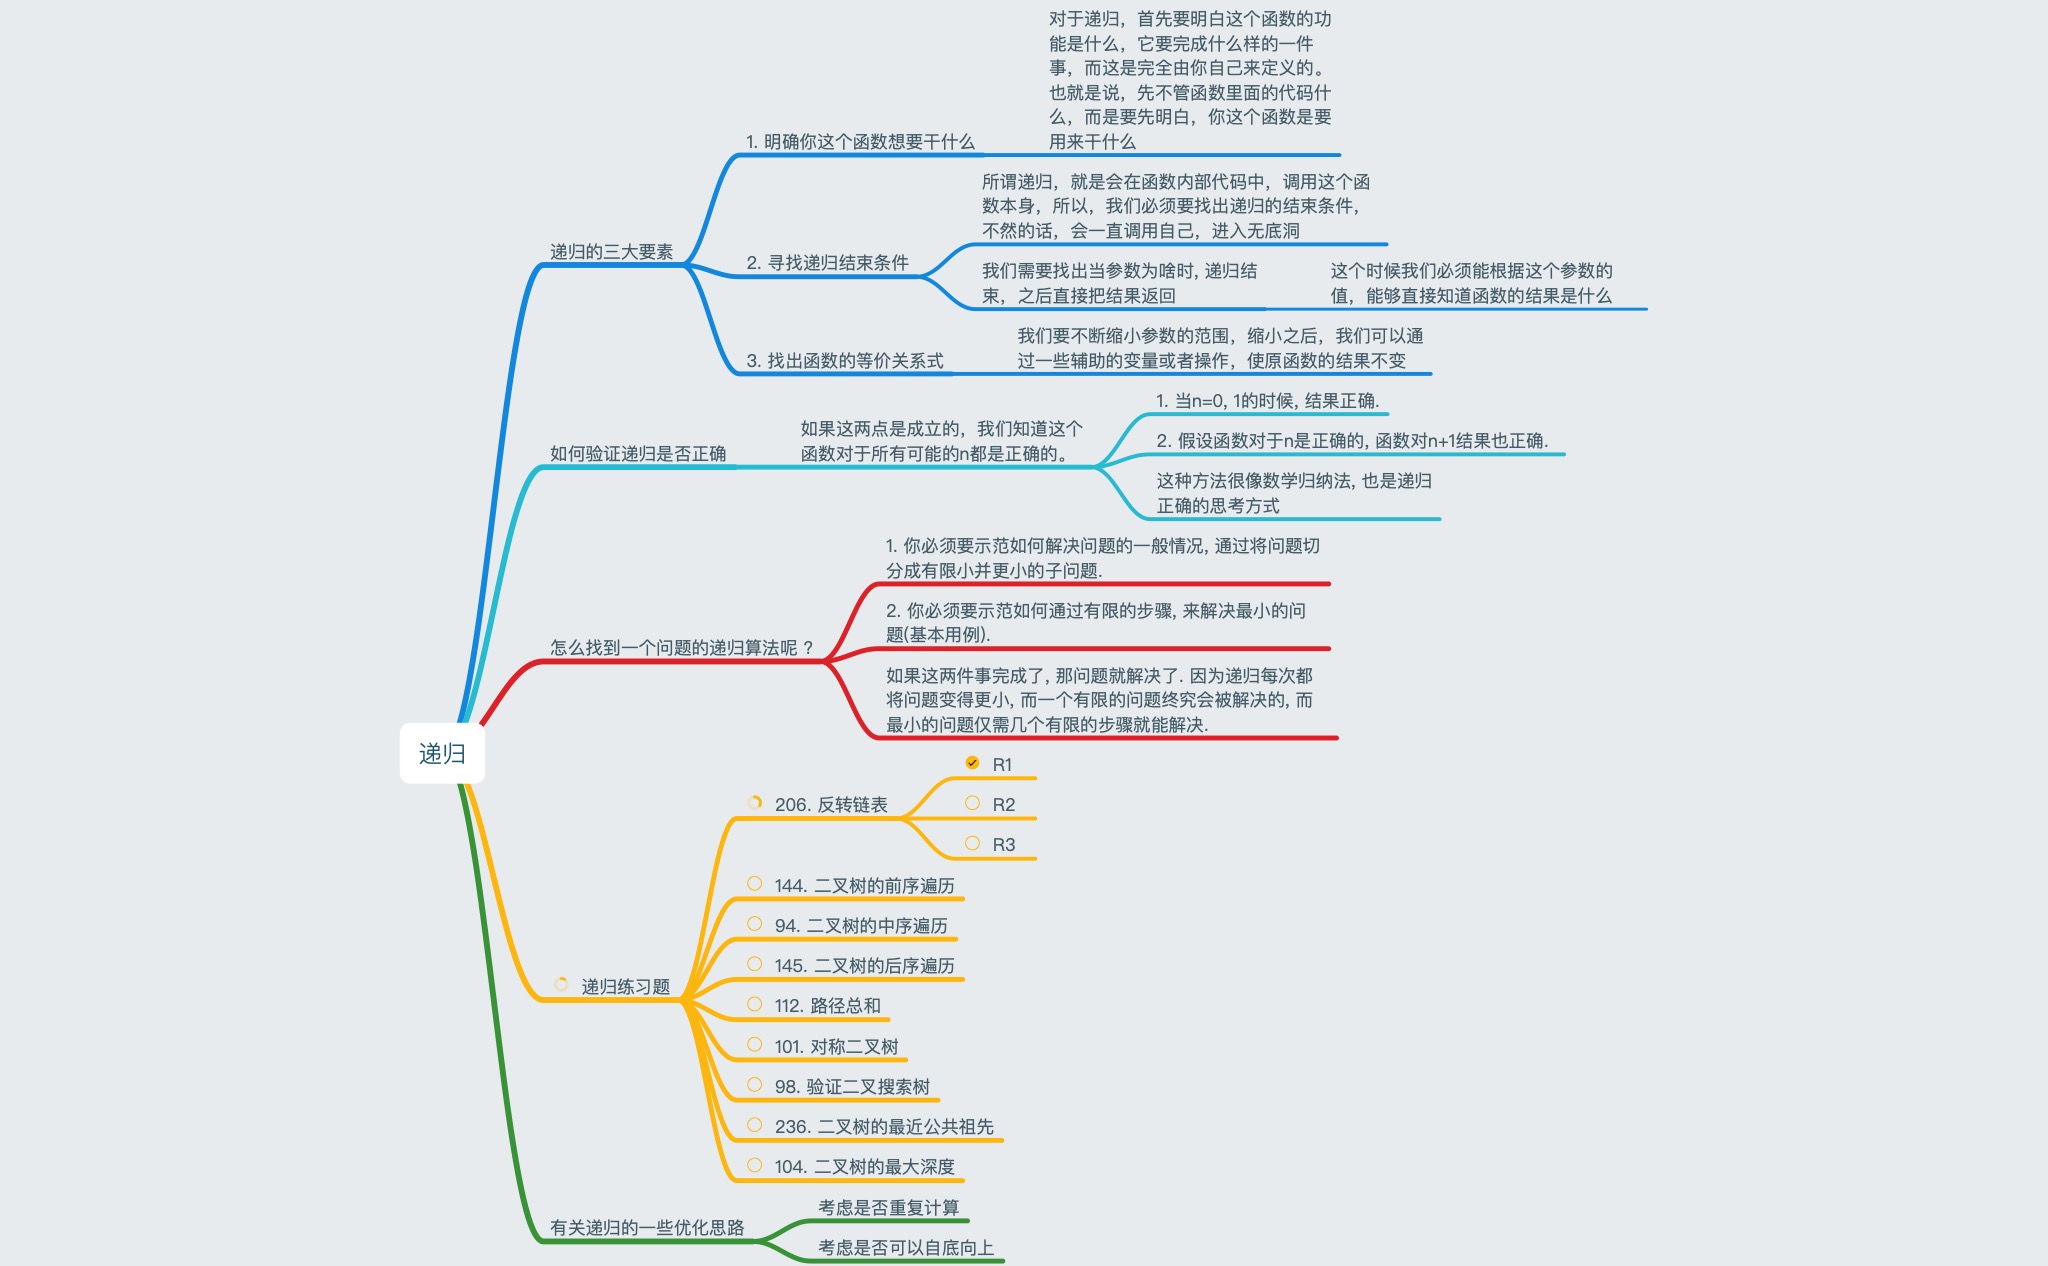 递归
递归的三大要素
1. 明确你这个函数想要干什么
对于递归，首先要明白这个函数的功
能是什么，它要完成什么样的一件
事，而这是完全由你自己来定义的。
也就是说，先不管函数里面的代码什
么，而是要先明白，你这个函数是要
用来干什么
2. 寻找递归结束条件
所谓递归，就是会在函数内部代码中，调用这个函
数本身，所以，我们必须要找出递归的结束条件，
不然的话，会一直调用自己，进入无底洞
我们需要找出当参数为啥时, 递归结
束，之后直接把结果返回
这个时候我们必须能根据这个参数的
值，能够直接知道函数的结果是什么
3. 找出函数的等价关系式
我们要不断缩小参数的范围，缩小之后，我们可以通
过一些辅助的变量或者操作，使原函数的结果不变
如何验证递归是否正确
如果这两点是成立的，我们知道这个
函数对于所有可能的n都是正确的。
1. 当n=0, 1的时候, 结果正确.
2. 假设函数对于n是正确的, 函数对n+1结果也正确.
这种方法很像数学归纳法, 也是递归
正确的思考方式
怎么找到一个问题的递归算法呢？
1. 你必须要示范如何解决问题的一般情况, 通过将问题切
分成有限小并更小的子问题.
2. 你必须要示范如何通过有限的步骤, 来解决最小的问
题(基本用例).
如果这两件事完成了, 那问题就解决了. 因为递归每次都
将问题变得更小, 而一个有限的问题终究会被解决的, 而
最小的问题仅需几个有限的步骤就能解决.
递归练习题
206. 反转链表
R1
R2
R3
144. 二叉树的前序遍历
94. 二叉树的中序遍历
145. 二叉树的后序遍历
112. 路径总和
101. 对称二叉树
98. 验证二叉搜索树
236. 二叉树的最近公共祖先
104. 二叉树的最大深度
有关递归的一些优化思路
考虑是否重复计算
考虑是否可以自底向上